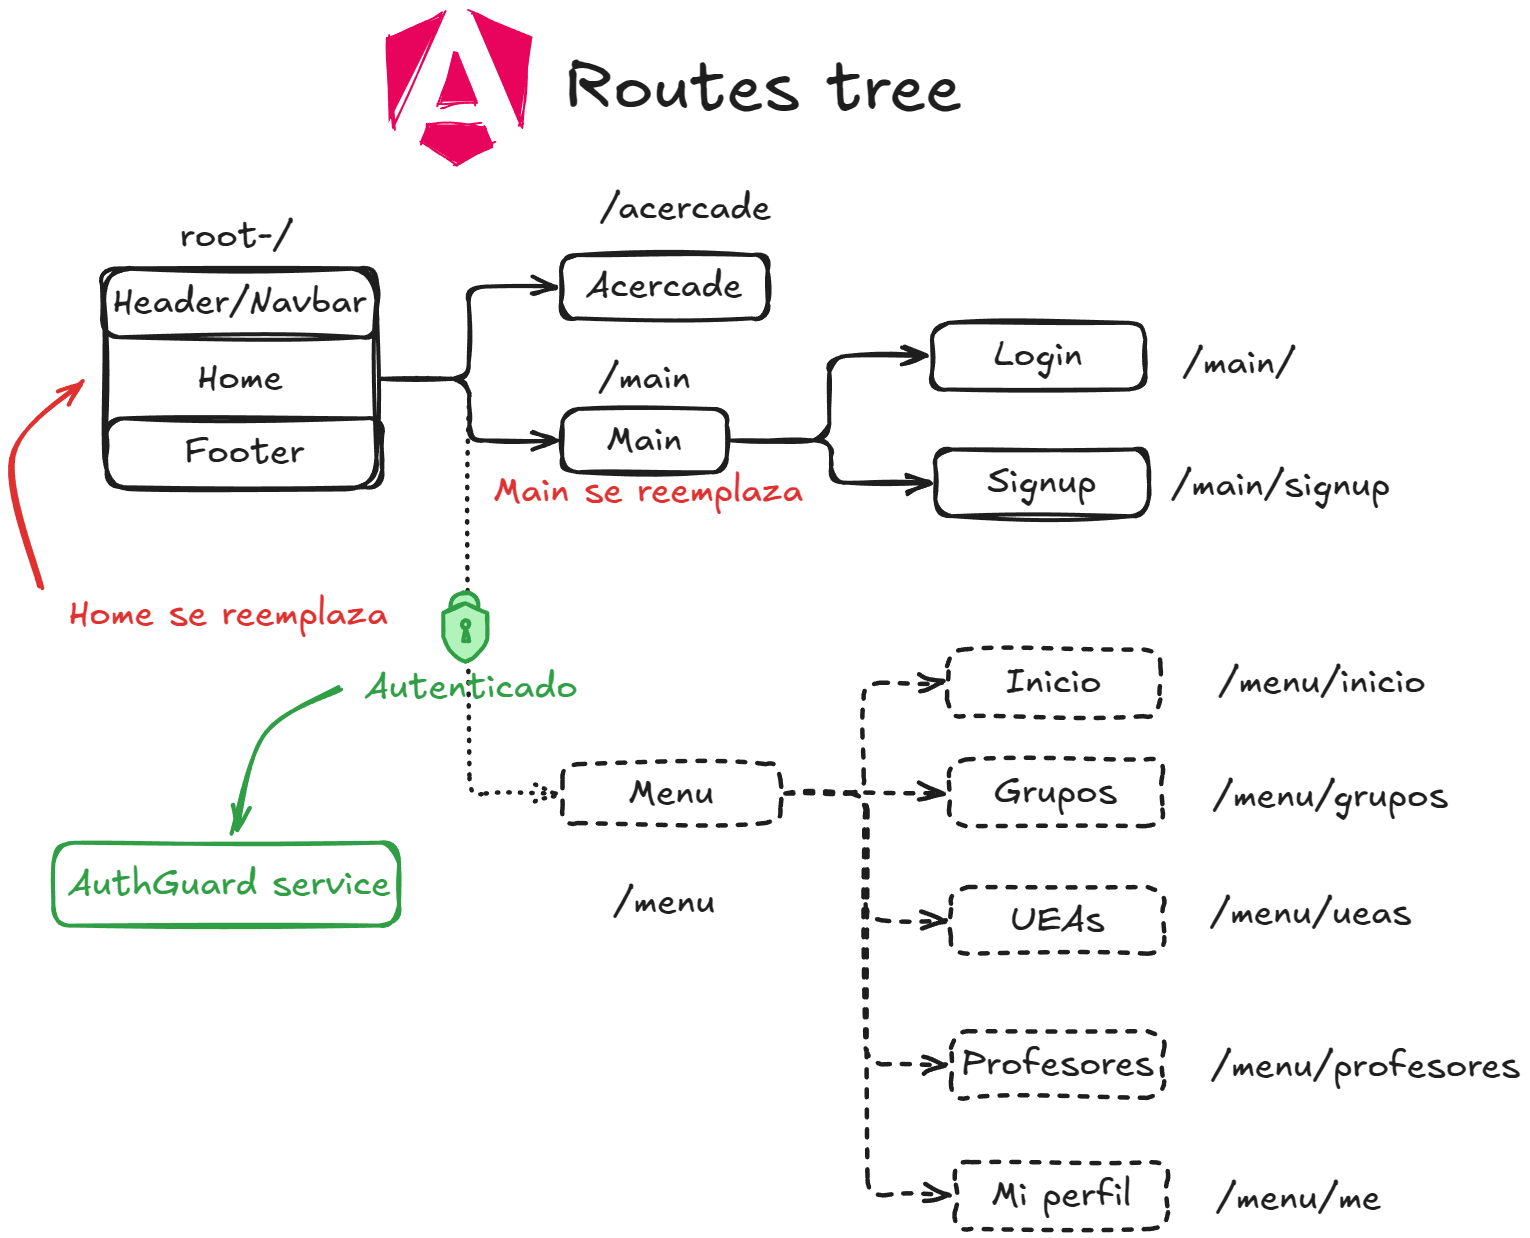 Routes tree
root-/
Header/Navbar
Home
Footer
Home se reemplaza
/acercade
Acercade
/main
Main
Main se reemplaza
Login
/main/
Signup
/main/signup
Autenticado
AuthGuard service
Menu
/menu
Inicio
/menu/inicio
Grupos
/menu/grupos
UEAs
/menu/ueas
Profesores
/menu/profesores
Mi perfil
/menu/me